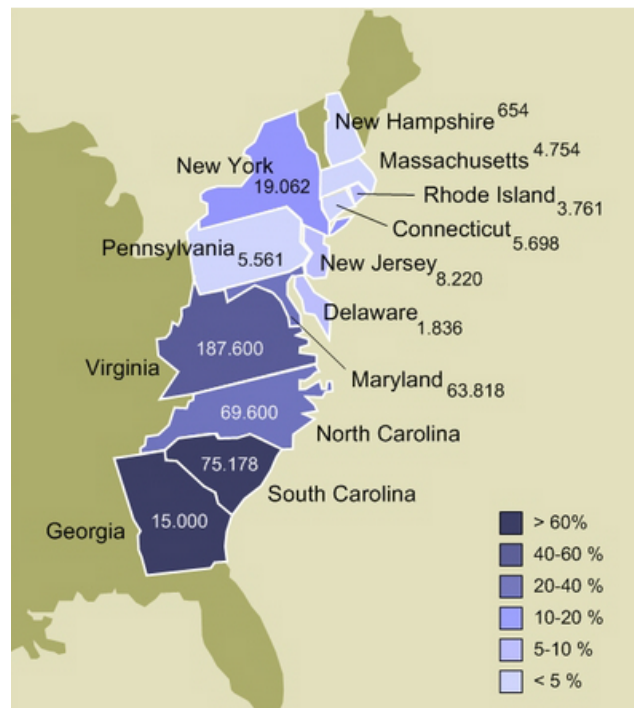 New Hampshire 654
Massachusetts 4.754
New York
19.062
Rhode Island 3.761
Connecticut 5.698
Pennsylvania
5.561
New Jersey 8.220
Delaware 1.836
187.600
Virginia
Maryland 63.818
69.600
North Carolina
75.178
South Carolina
15.000
Georgia
> 60%
40-60 %
20-40 %
10-20 %
5-10 %
< 5 %